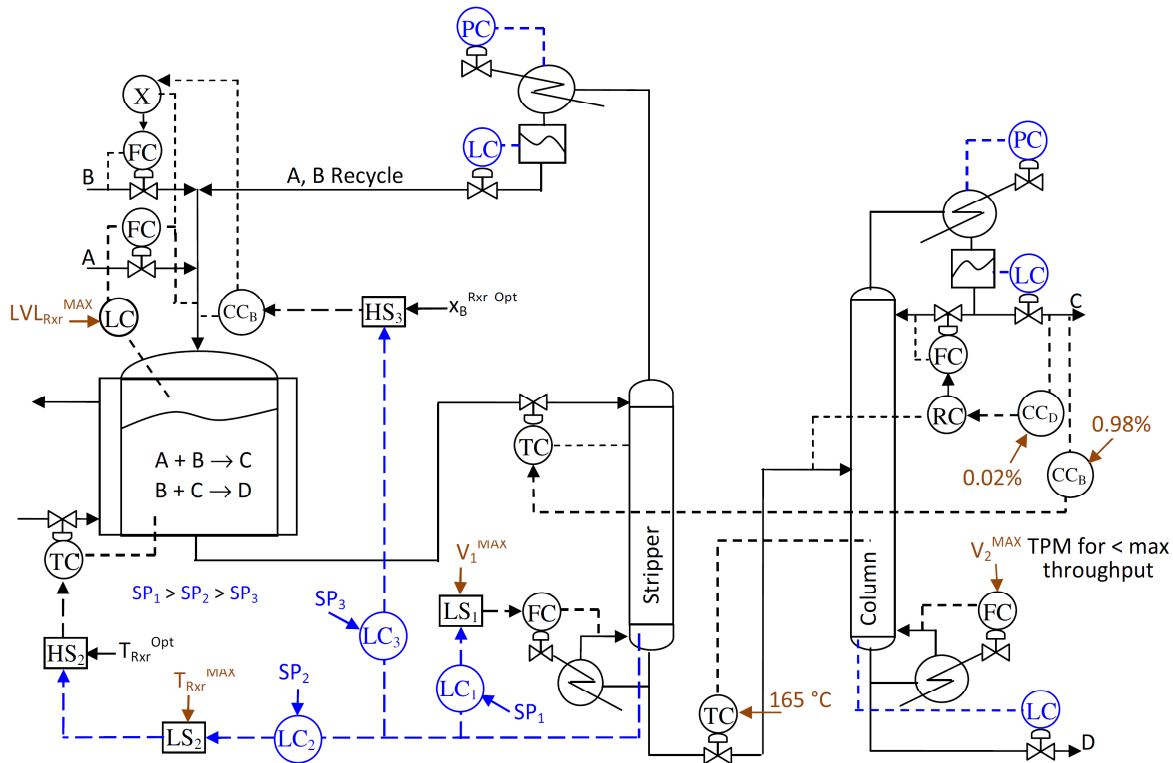 PC
X
FC
LC
PC
B
A, B Recycle
FC
A
LC
C
LVL_Rxr^MAX
LC
CC_B
HS_3
x_B^Rxr Opt
FC
TC
RC
CC_D
0.98%
A + B → C
B + C → D
0.02%
CC_B
TC
V_1^MAX
V_2^MAX
TPM for < max
throughput
SP_1 > SP_2 > SP_3
Stripper
Column
SP_3
LS_1
FC
FC
LC_3
HS_2
T_Rxr^Opt
SP_2
LC_1
T_Rxr^MAX
SP_1
TC
165 °C
LC
LS_2
LC_2
D